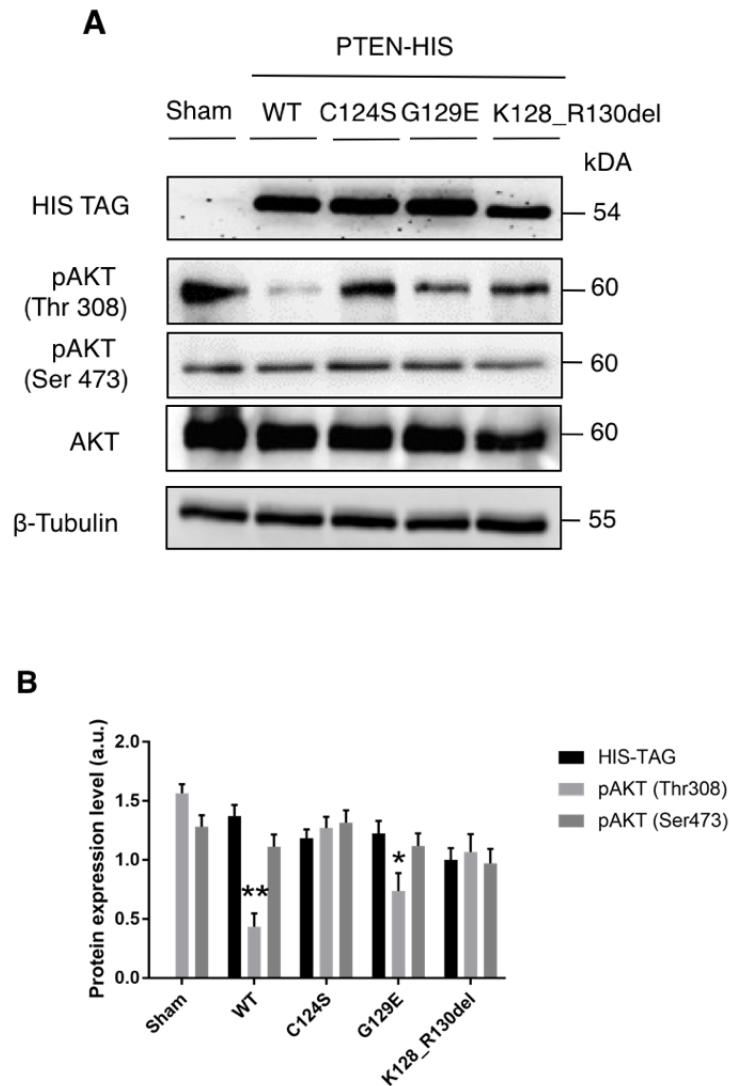 A
PTEN-HIS
Sham WT C124S G129E K128_R130del
kDA
HIS TAG 54
pAKT
(Thr 308) 60
pAKT
(Ser 473) 60
AKT 60
β-Tubulin 55
B
Protein expression level (a.u.)
2.0
1.5
1.0
0.5
0.0
** *
Sham WT C124S G129E K128_R130del
HIS-TAG
pAKT (Thr308)
pAKT (Ser473)